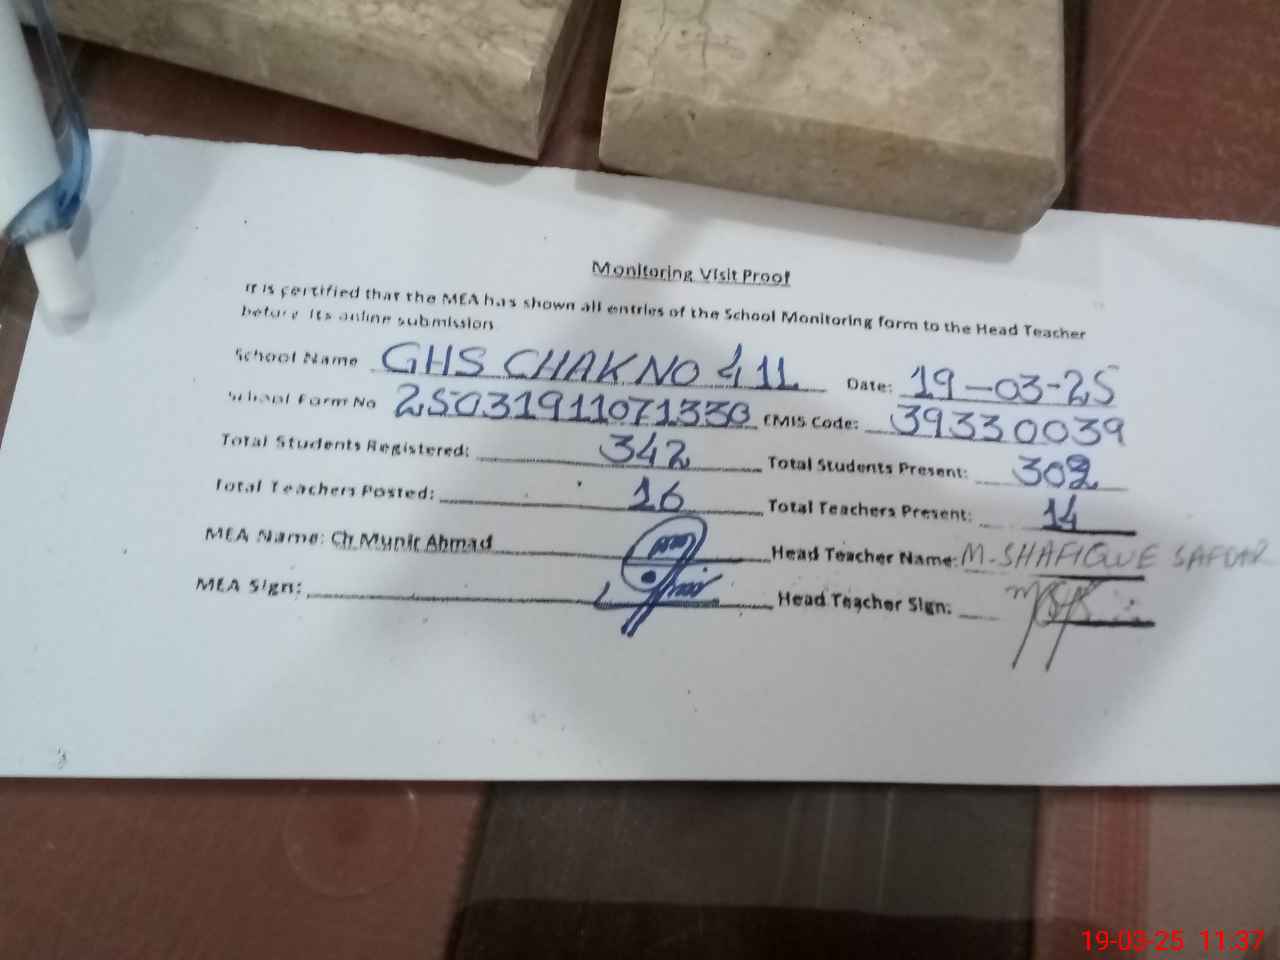 Monitoring Visit Proof
It is certified that the MEA has shown all entries of the School Monitoring form to the Head Teacher
before its online submission
School Name GHS CHAK NO 411 Date: 19-03-25
School Form No 25031911071330 EMIS Code: 39330039
Total Students Registered: 342 Total Students Present: 302
Total Teachers Posted: 16 Total Teachers Present: 14
MEA Name: Ch Munir Ahmad Head Teacher Name: M. SHAFIQUE SAFDAR
MEA Sign: Head Teacher Sign:
19-03-25 11:37